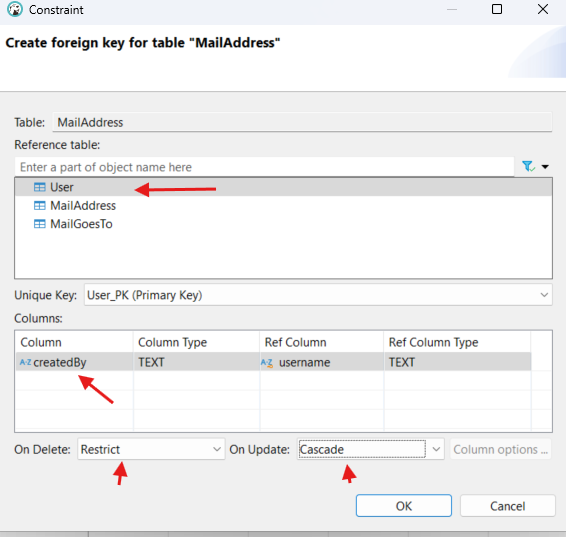 Constraint
Create foreign key for table "MailAddress"
Table: MailAddress
Reference table:
Enter a part of object name here
User
MailAddress
MailGoesTo
Unique Key: User_PK (Primary Key)
Columns:
Column Column Type Ref Column Ref Column Type
A-Z createdBy TEXT A-Z username TEXT
On Delete: Restrict On Update: Cascade Column options ...
OK Cancel